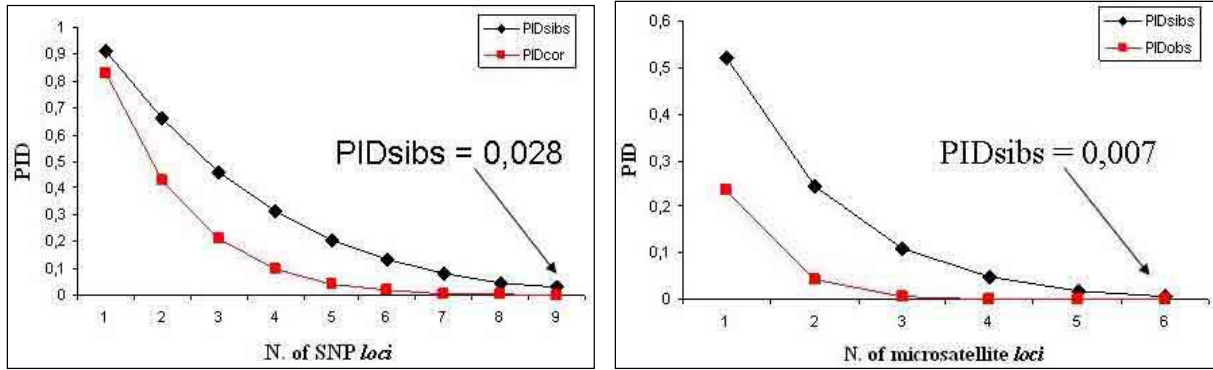 1
0,9
0,8
0,7
0,6
0,5
0,4
0,3
0,2
0,1
0
PID
PIDsibs
PIDcor
PIDsibs = 0,028
1 2 3 4 5 6 7 8 9
N. of SNP loci
0,6
0,5
0,4
0,3
0,2
0,1
0
PID
PIDsibs
PIDobs
PIDsibs = 0,007
1 2 3 4 5 6
N. of microsatellite loci